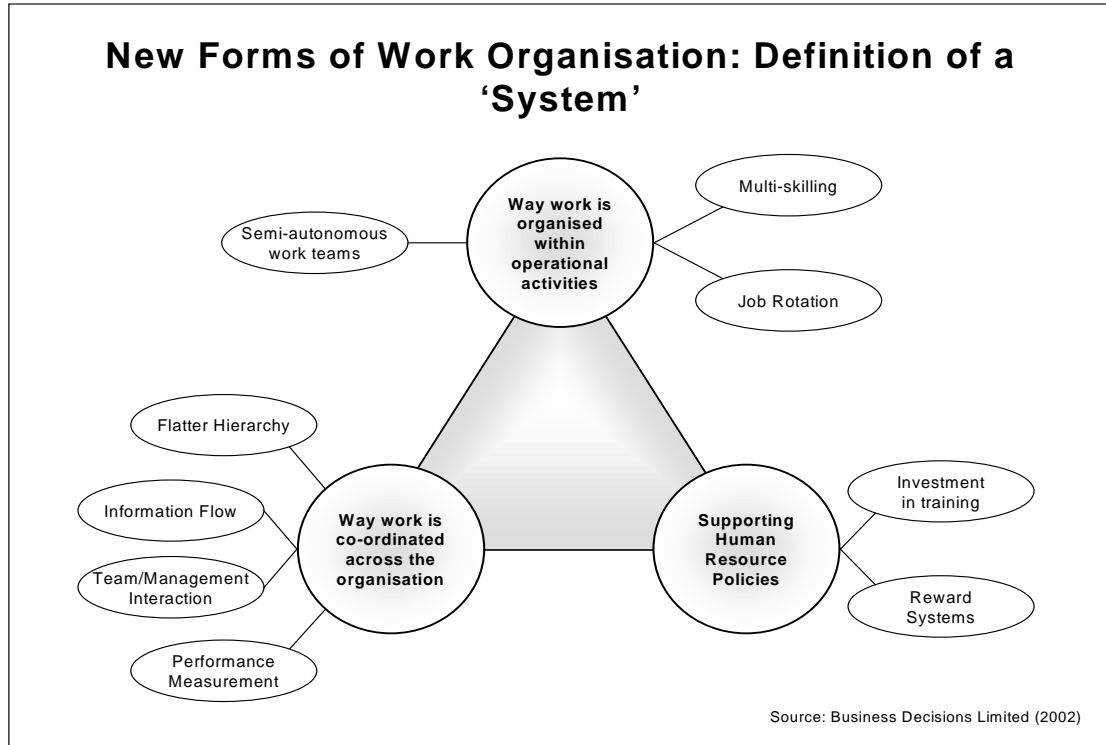 New Forms of Work Organisation: Definition of a
‘System’
Way work is
organised
within
operational
activities
Semi-autonomous
work teams
Multi-skilling
Job Rotation
Flatter Hierarchy
Information Flow
Team/Management
Interaction
Performance
Measurement
Way work is
co-ordinated
across the
organisation
Supporting
Human
Resource
Policies
Investment
in training
Reward
Systems
Source: Business Decisions Limited (2002)